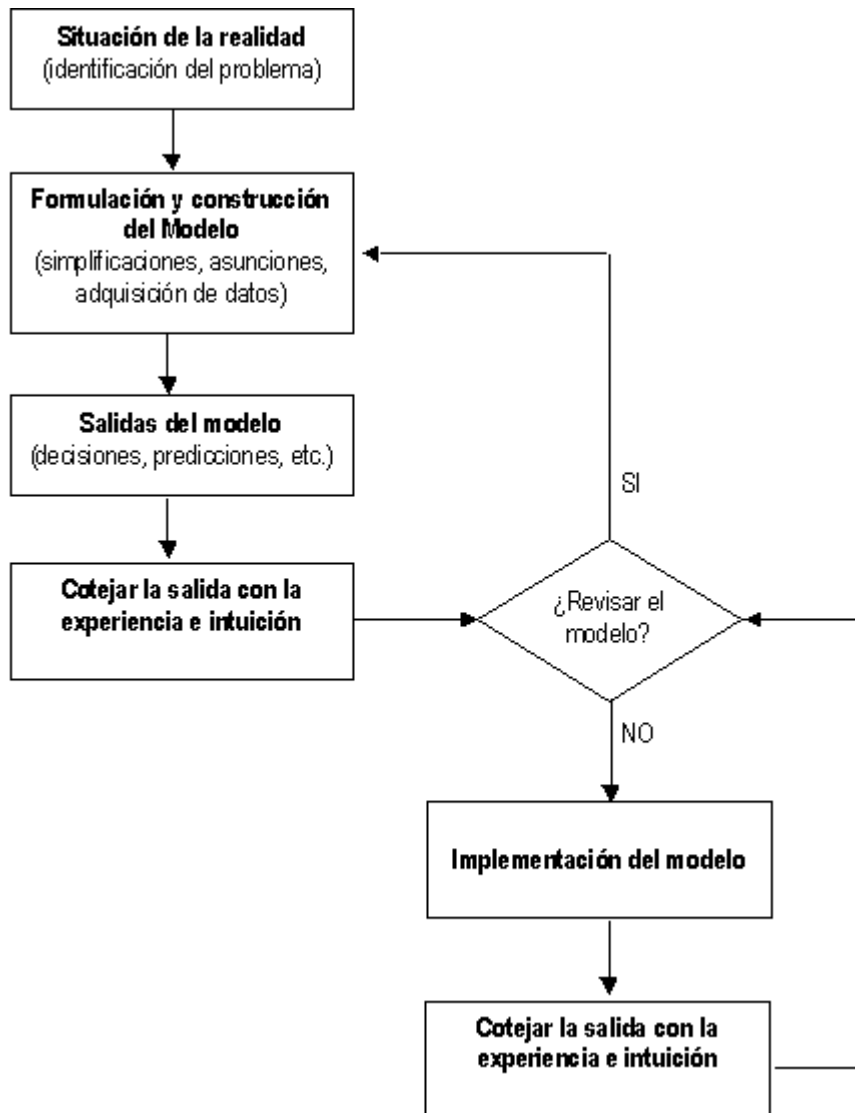 Situación de la realidad
(identificación del problema)
Formulación y construcción
del Modelo
(simplificaciones, asunciones,
adquisición de datos)
Salidas del modelo
(decisiones, predicciones, etc.)
Cotejar la salida con la
experiencia e intuición
SI
¿Revisar el
modelo?
NO
Implementación del modelo
Cotejar la salida con la
experiencia e intuición